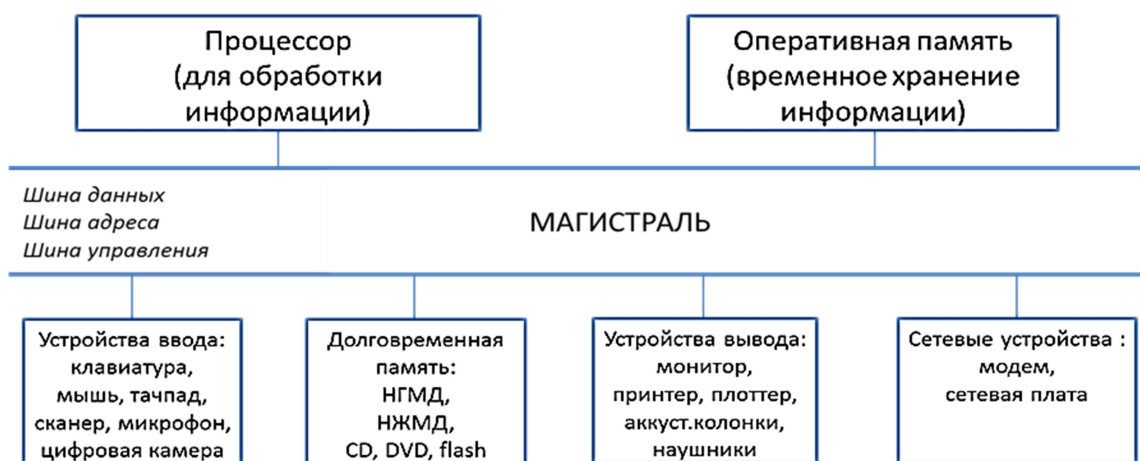 Процессор
(для обработки
информации)
Оперативная память
(временное хранение
информации)
Шина данных
Шина адреса
Шина управления
МАГИСТРАЛЬ
Устройства ввода:
клавиатура,
мышь, тачпад,
сканер, микрофон,
цифровая камера
Долговременная
память:
НГМД,
НЖМД,
CD, DVD, flash
Устройства вывода:
монитор,
принтер, плоттер,
аккуст.колонки,
наушники
Сетевые устройства :
модем,
сетевая плата